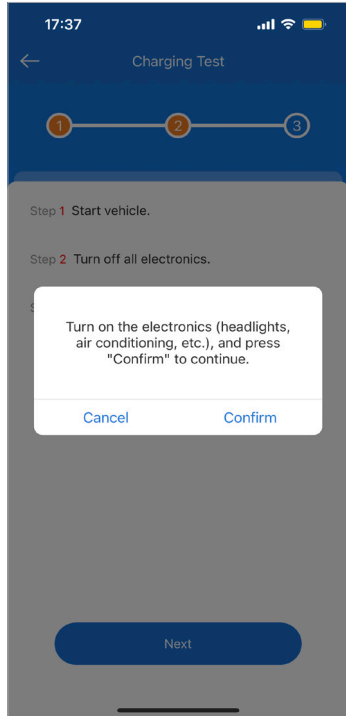 17:37
Charging Test
1 2 3
Step 1 Start vehicle.
Step 2 Turn off all electronics.
Turn on the electronics (headlights,
air conditioning, etc.), and press
"Confirm" to continue.
Cancel Confirm
Next